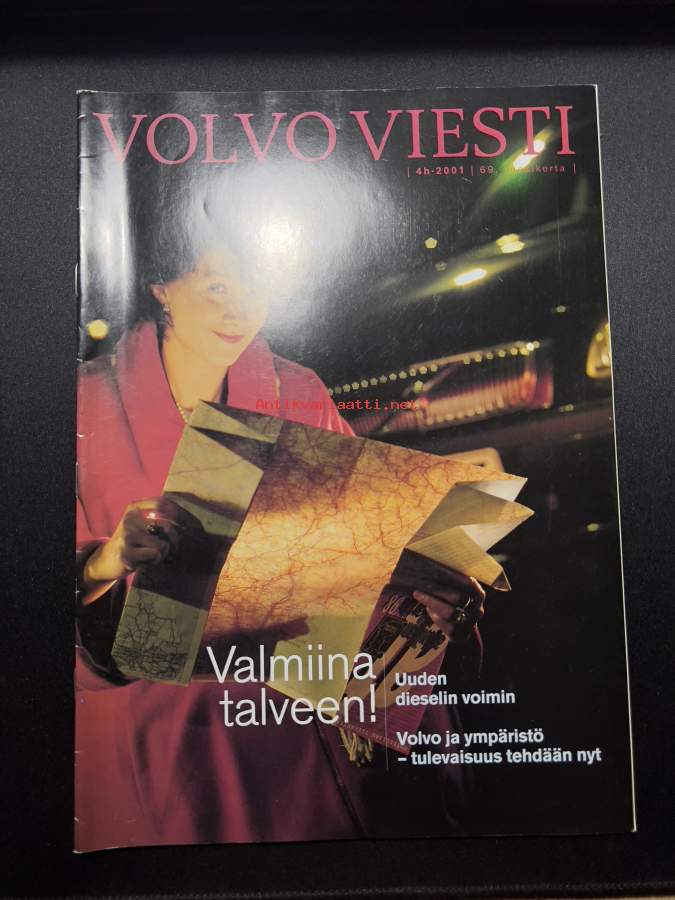 VOLVO VIESTI
| 4h·2001 | 69. |
Antikvariaatti.net
Valmiina
talveen!
Uuden
dieselin voimin
Volvo ja ympäristö
– tulevaisuus tehdään nyt